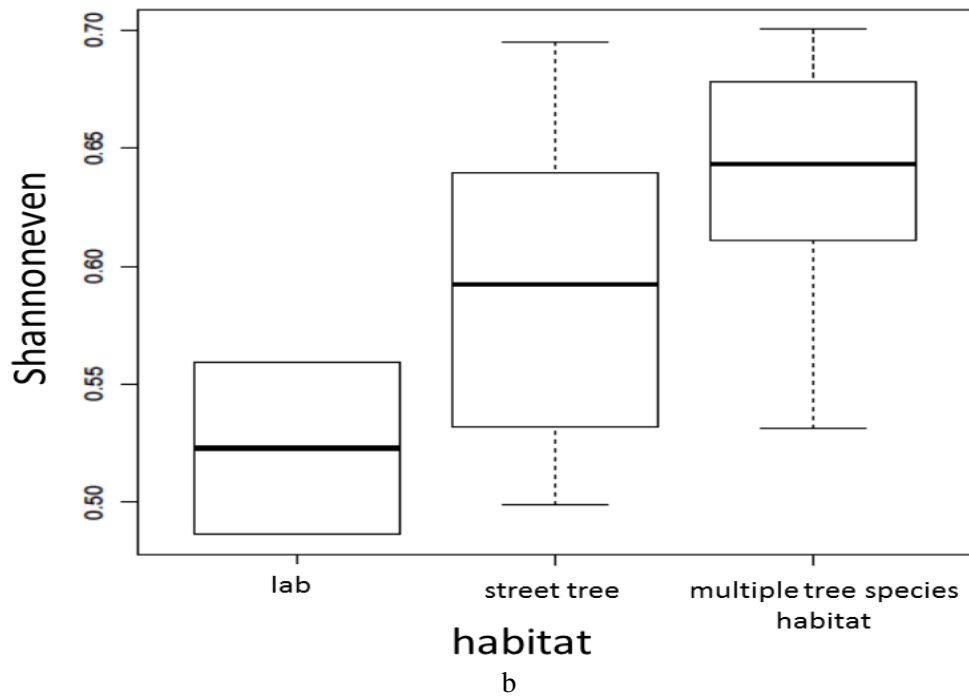 0.70
0.65
0.60
0.55
0.50
Shannoneven
lab
street tree
multiple tree species
habitat
habitat
b